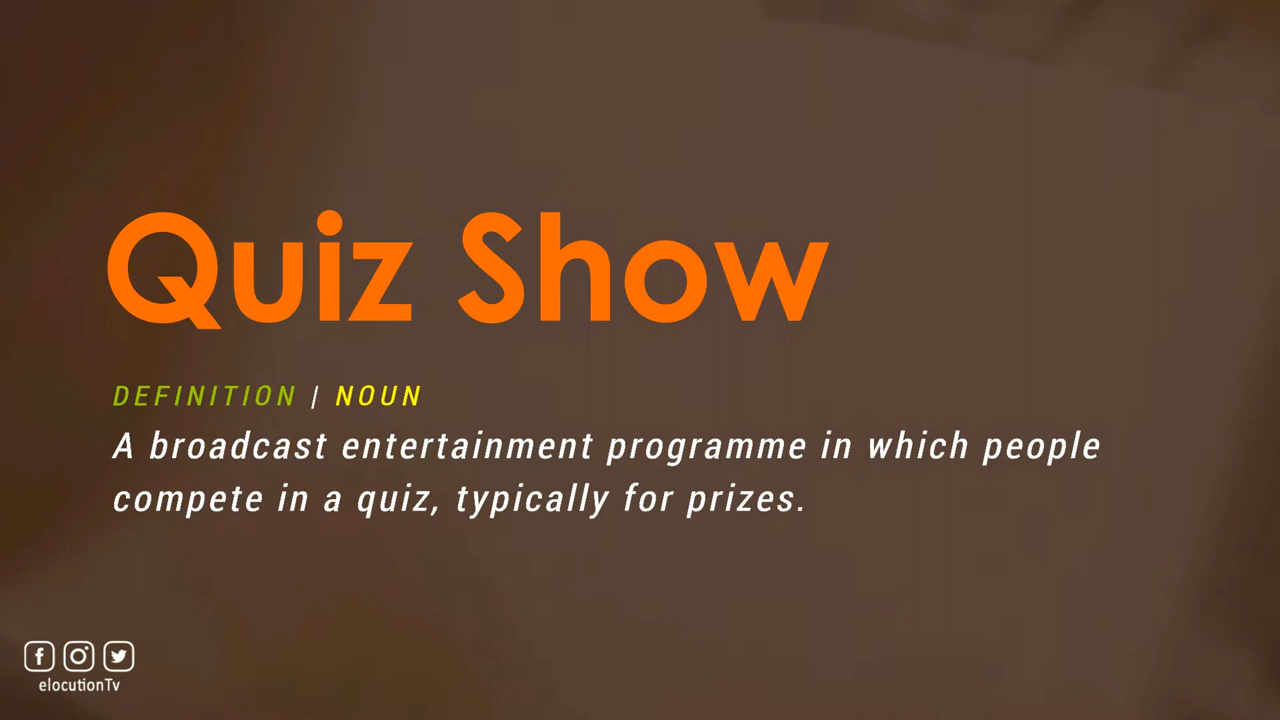 Quiz Show
DEFINITION | NOUN
A broadcast entertainment programme in which people
compete in a quiz, typically for prizes.
elocutionTv